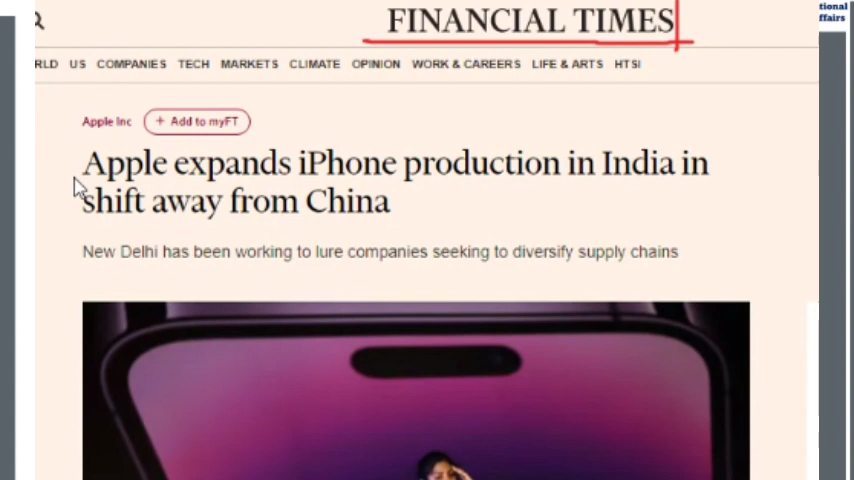 tional
ffairs
FINANCIAL TIMES
RLD US COMPANIES TECH MARKETS CLIMATE OPINION WORK & CAREERS LIFE & ARTS HTSI
Apple Inc + Add to myFT
Apple expands iPhone production in India in
shift away from China
New Delhi has been working to lure companies seeking to diversify supply chains